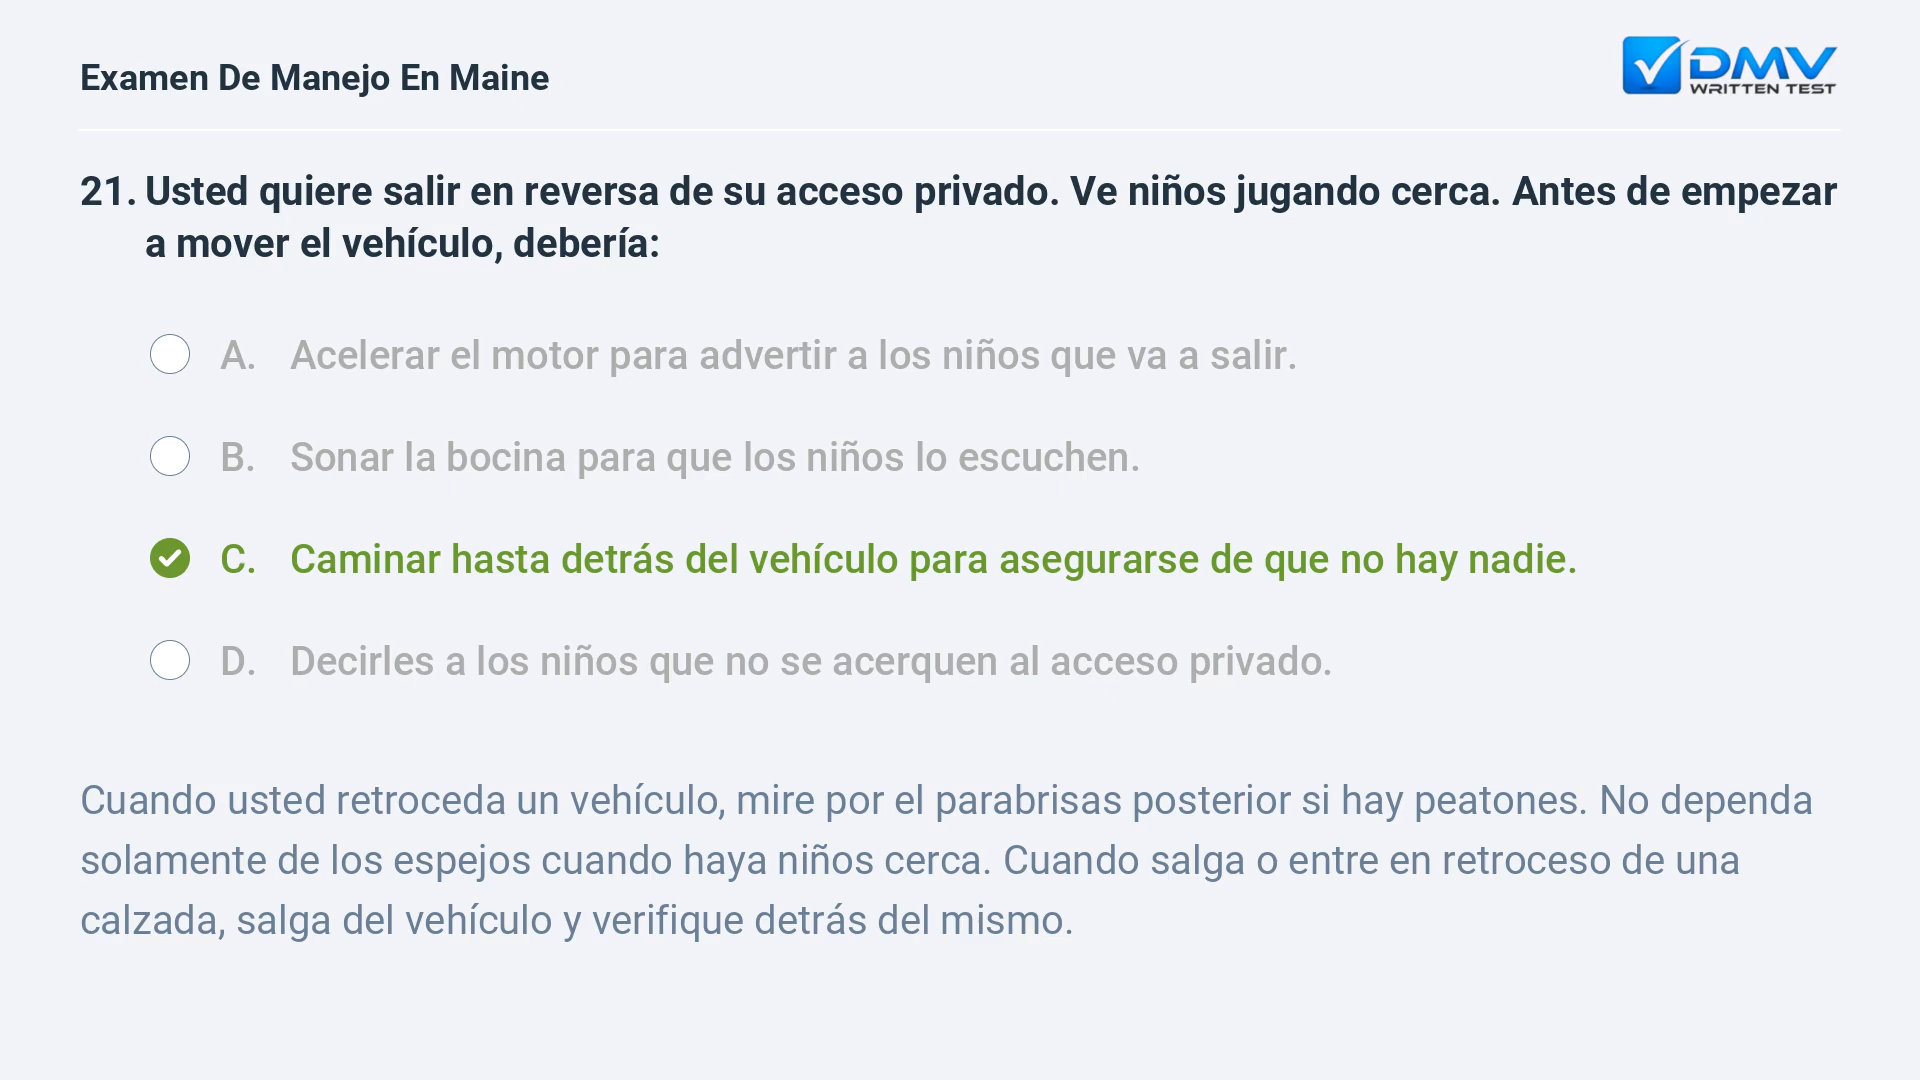 Examen De Manejo En Maine
DMV
WRITTEN TEST
21. Usted quiere salir en reversa de su acceso privado. Ve niños jugando cerca. Antes de empezar
a mover el vehículo, debería:
A. Acelerar el motor para advertir a los niños que va a salir.
B. Sonar la bocina para que los niños lo escuchen.
C. Caminar hasta detrás del vehículo para asegurarse de que no hay nadie.
D. Decirles a los niños que no se acerquen al acceso privado.
Cuando usted retroceda un vehículo, mire por el parabrisas posterior si hay peatones. No dependa
solamente de los espejos cuando haya niños cerca. Cuando salga o entre en retroceso de una
calzada, salga del vehículo y verifique detrás del mismo.